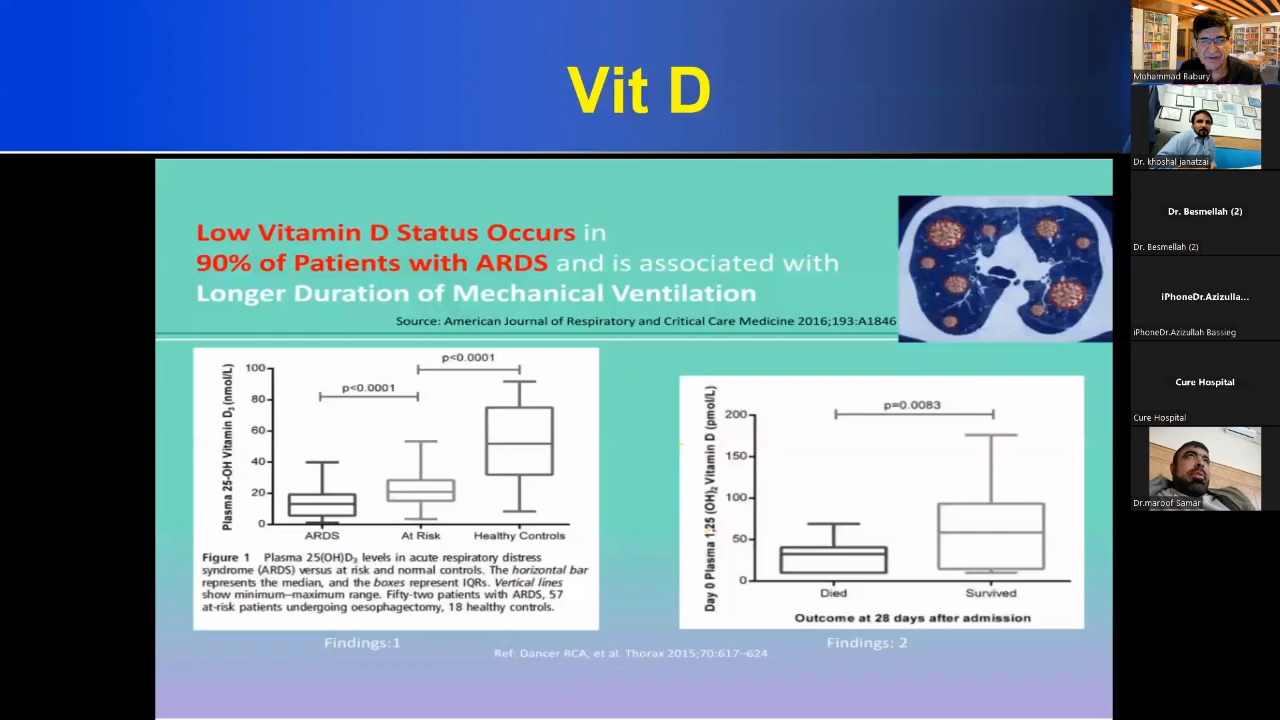 Vit D
Low Vitamin D Status Occurs in
90% of Patients with ARDS and is associated with
Longer Duration of Mechanical Ventilation
Source: American Journal of Respiratory and Critical Care Medicine 2016;193:A1846
Plasma 25-OH Vitamin D3 (nmol/L)
100
80
60
40
20
0
p<0.0001
p<0.0001
ARDS
At Risk
Healthy Controls
Figure 1 Plasma 25(OH)D3 levels in acute respiratory distress
syndrome (ARDS) versus at risk and normal controls. The horizontal bar
represents the median, and the boxes represent IQRs. Vertical lines
show minimum–maximum range. Fifty-two patients with ARDS, 57
at-risk patients undergoing oesophagectomy, 18 healthy controls.
Findings:1
Day 0 Plasma 1,25 (OH)2 Vitamin D (pmol/L)
200
150
100
50
0
p=0.0083
Died
Survived
Outcome at 28 days after admission
Findings: 2
Ref: Dancer RCA, et al. Thorax 2015;70:617–624.
Mohammad Babury
Dr. khoshal janatzai
Dr. Besmellah (2)
Dr. Besmellah (2)
iPhoneDr.Azizulla...
iPhoneDr.Azizullah Bassieg
Cure Hospital
Cure Hospital
Dr.maroof Samar